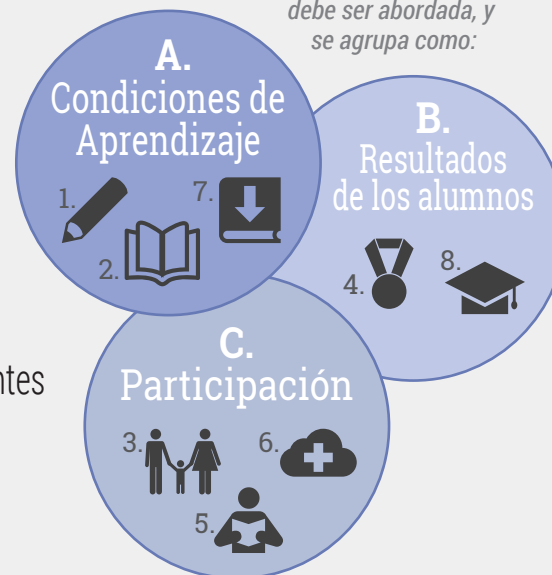 debe ser abordada, y
se agrupa como:
A.
Condiciones de
Aprendizaje
1.
7.
2.
B.
Resultados
de los alumnos
4.
8.
ntes
C.
Participación
3.
6.
5.